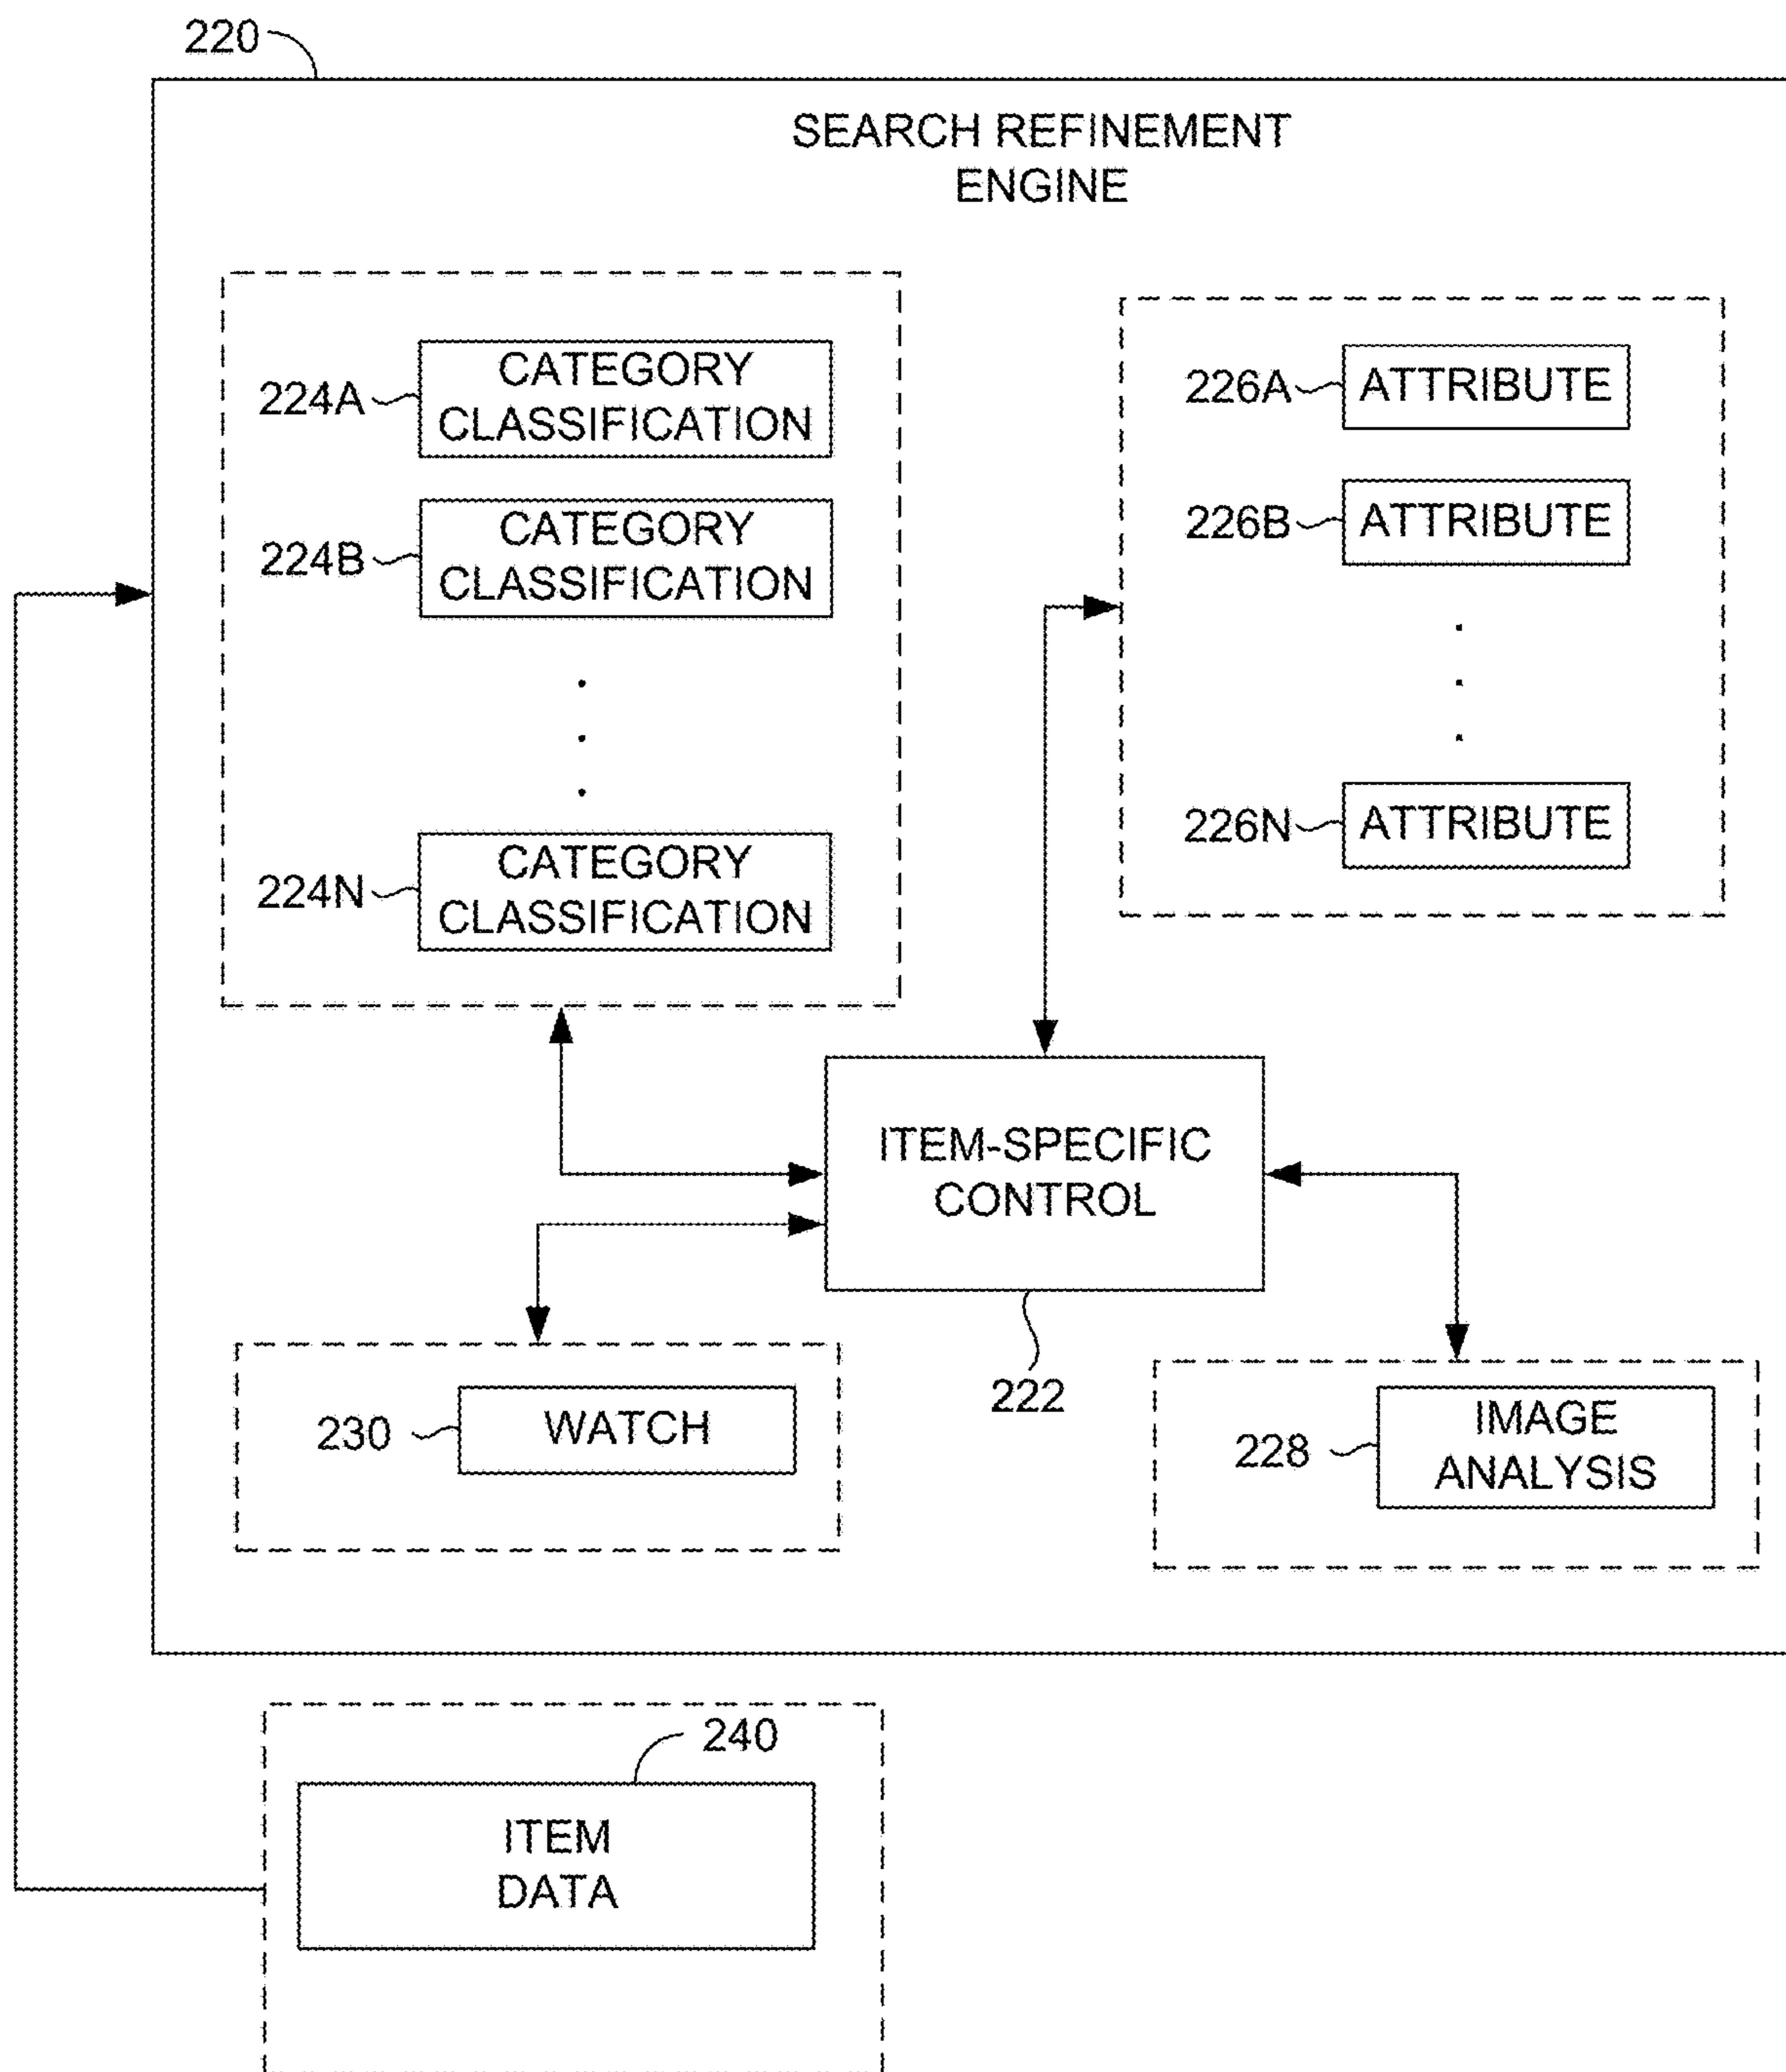 220
SEARCH REFINEMENT
ENGINE
224A
CATEGORY
CLASSIFICATION
224B
CATEGORY
CLASSIFICATION
.
.
.
224N
CATEGORY
CLASSIFICATION
226A
ATTRIBUTE
226B
ATTRIBUTE
.
.
.
226N
ATTRIBUTE
ITEM-SPECIFIC
CONTROL
222
230
WATCH
228
IMAGE
ANALYSIS
240
ITEM
DATA